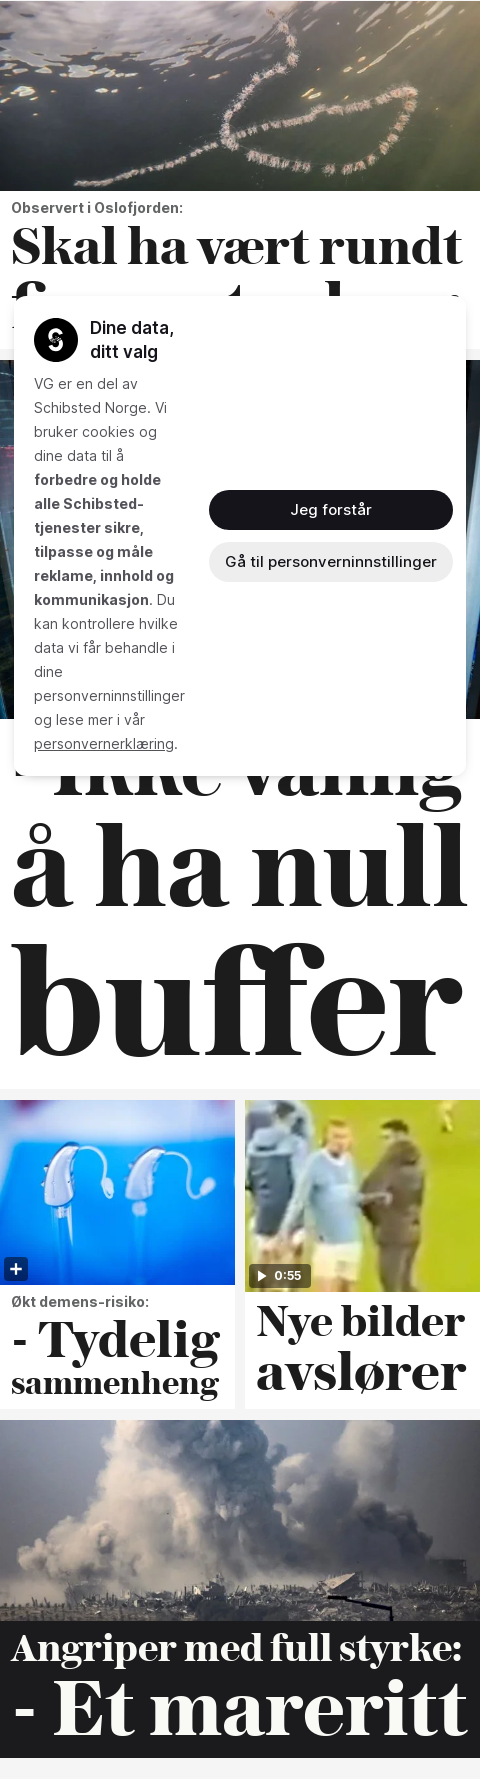 Observert i Oslofjorden:
Skal ha vært rundt
Dine data,
ditt valg
VG er en del av
Schibsted Norge. Vi
bruker cookies og
dine data til å
forbedre og holde
alle Schibsted-
tjenester sikre,
tilpasse og måle
reklame, innhold og
kommunikasjon. Du
kan kontrollere hvilke
data vi får behandle i
dine
personverninnstillinger
og lese mer i vår
personvernerklæring.
Jeg forstår
Gå til personverninnstillinger
- Ikke vanlig
å ha null
buffer
Økt demens-risiko:
- Tydelig
sammenheng
0:55
Nye bilder
avslører
Angriper med full styrke:
- Et mareritt